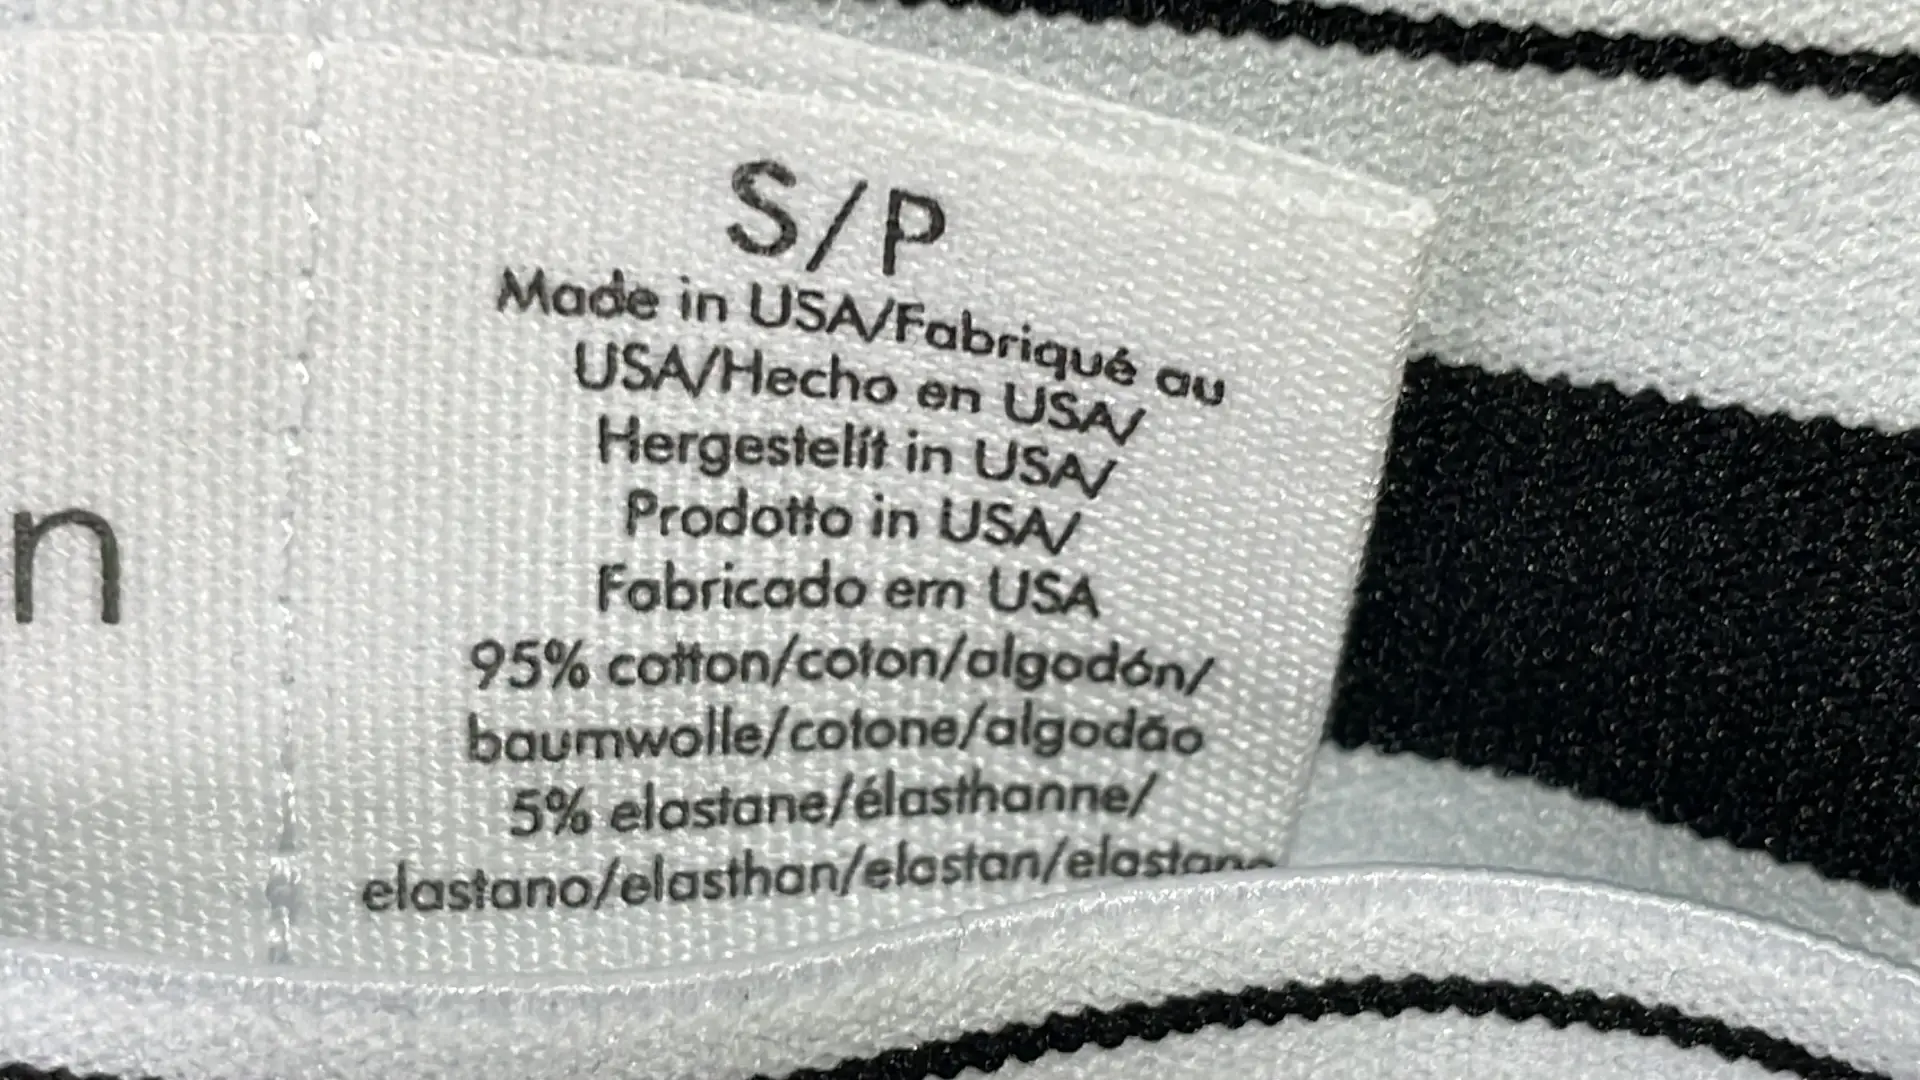 S/P
Made in USA/Fabriqué au
USA/Hecho en USA/
Hergestellt in USA/
Prodotto in USA/
Fabricado em USA
n
95% cotton/coton/algodón/
baumwolle/cotone/algodão
5% elastane/élasthanne/
elastano/elasthan/elastan/elastano